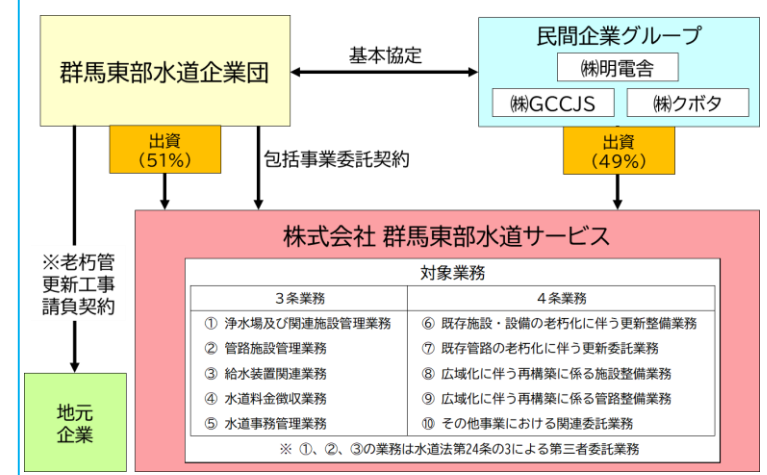 群馬東部水道企業団
基本協定
民間企業グループ
㈱明電舎
㈱GCCJS
㈱クボタ
出資
(51%)
包括事業委託契約
出資
(49%)
※老朽管
更新工事
請負契約
地元
企業
株式会社 群馬東部水道サービス
対象業務
3条業務
4条業務
① 浄水場及び関連施設管理業務
⑥ 既存施設・設備の老朽化に伴う更新整備業務
② 管路施設管理業務
⑦ 既存管路の老朽化に伴う更新委託業務
③ 給水装置関連業務
⑧ 広域化に伴う再構築に係る施設整備業務
④ 水道料金徴収業務
⑨ 広域化に伴う再構築に係る管路整備業務
⑤ 水道事務管理業務
⑩ その他事業における関連委託業務
※ ①、②、③の業務は水道法第24条の3による第三者委託業務